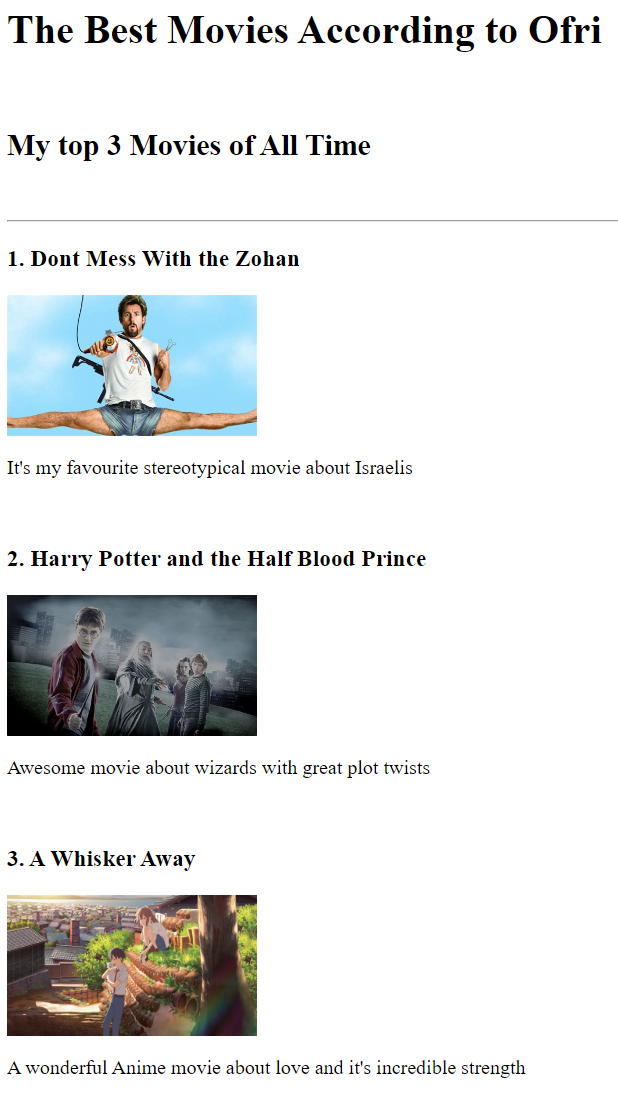 The Best Movies According to Ofri
My top 3 Movies of All Time
1. Dont Mess With the Zohan
It's my favourite stereotypical movie about Israelis
2. Harry Potter and the Half Blood Prince
Awesome movie about wizards with great plot twists
3. A Whisker Away
A wonderful Anime movie about love and it's incredible strength